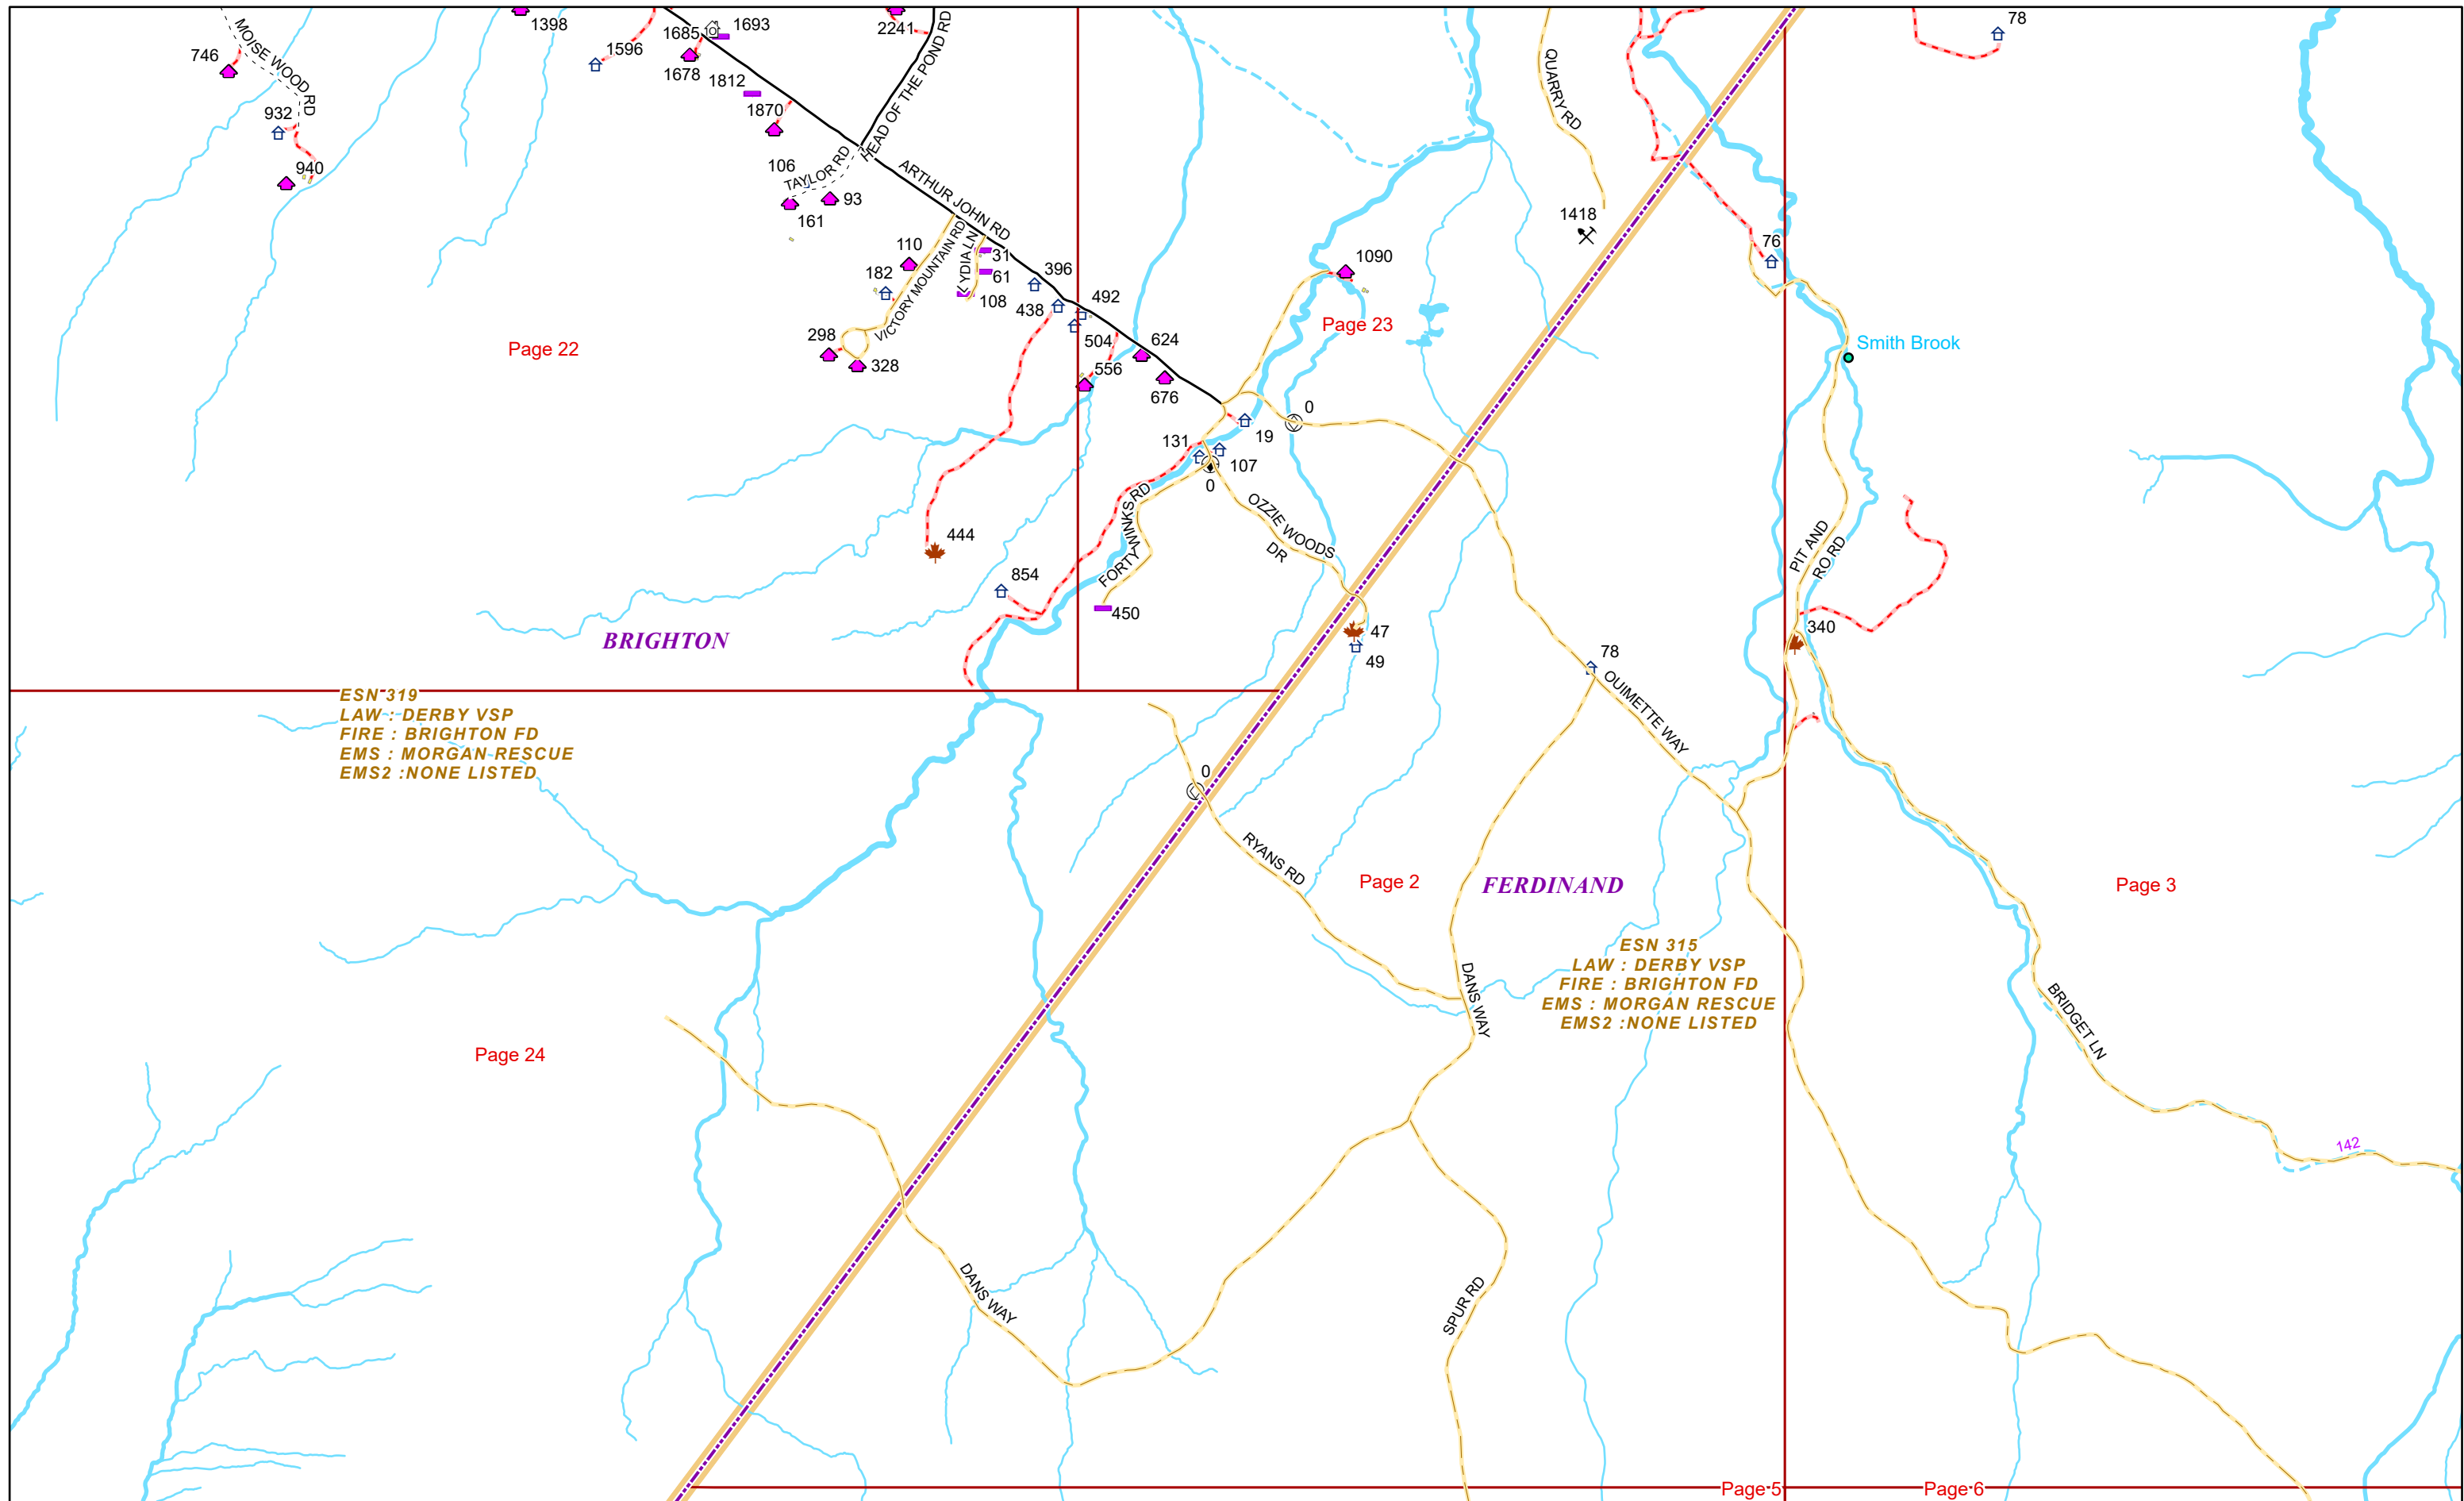 1398
1596
1685
1693
1678
1812
1870
2241
HEAD OF THE POND RD
746
MOISE WOOD RD
932
940
106
TAYLOR RD
93
161
ARTHUR JOHN RD
110
182
VICTORY MOUNTAIN RD
LYDIA LN
31
61
108
298
328
396
438
492
504
556
624
676
QUARRY RD
1418
1090
78
76
Smith Brook
Page 22
Page 23
0
19
131
107
0
FORTY WINKS RD
450
OZZIE WOODS
DR
444
854
47
49
78
OUIMETTE WAY
PIT AND
RO RD
340
BRIGHTON
ESN 319
LAW : DERBY VSP
FIRE : BRIGHTON FD
EMS : MORGAN RESCUE
EMS2 :NONE LISTED
0
RYANS RD
Page 2
FERDINAND
Page 3
ESN 315
LAW : DERBY VSP
FIRE : BRIGHTON FD
EMS : MORGAN RESCUE
EMS2 :NONE LISTED
DANS WAY
BRIDGET LN
Page 24
142
DANS WAY
SPUR RD
Page 5
Page 6